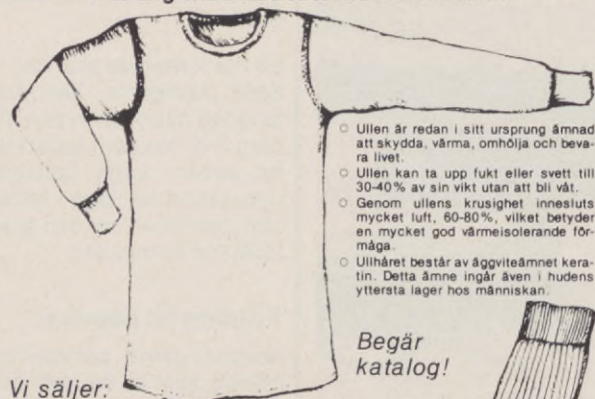 ○ Ullen är redan i sitt ursprung ämnad
att skydda, värma, omhölja och beva-
ra livet.
○ Ullen kan ta upp fukt eller svett till
30-40% av sin vikt utan att bli våt.
○ Genom ullens krusighet innesluts
mycket luft, 60-80%, vilket betyder
en mycket god värmeisolerande för-
måga.
○ Ullhåret består av äggviteämnet kera-
tin. Detta ämne ingår även i hudens
yttersta lager hos människan.
Begär
katalog!
Vi säljer: